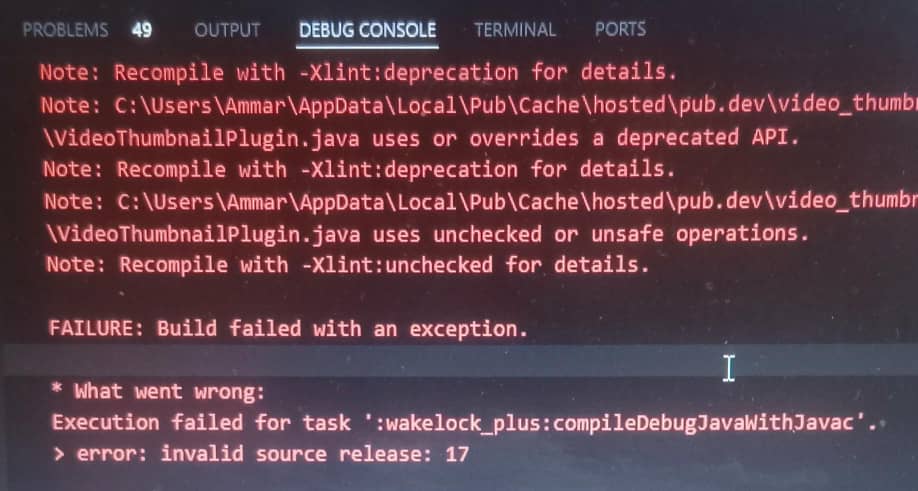 PROBLEMS 49 OUTPUT DEBUG CONSOLE TERMINAL PORTS
Note: Recompile with -Xlint:deprecation for details.
Note: C:\Users\Ammar\AppData\Local\Pub\Cache\hosted\pub.dev\video_thumb
\VideoThumbnailPlugin.java uses or overrides a deprecated API.
Note: Recompile with -Xlint:deprecation for details.
Note: C:\Users\Ammar\AppData\Local\Pub\Cache\hosted\pub.dev\video_thumb
\VideoThumbnailPlugin.java uses unchecked or unsafe operations.
Note: Recompile with -Xlint:unchecked for details.
FAILURE: Build failed with an exception.
* What went wrong:
Execution failed for task ':wakelock_plus:compileDebugJavaWithJavac'.
> error: invalid source release: 17